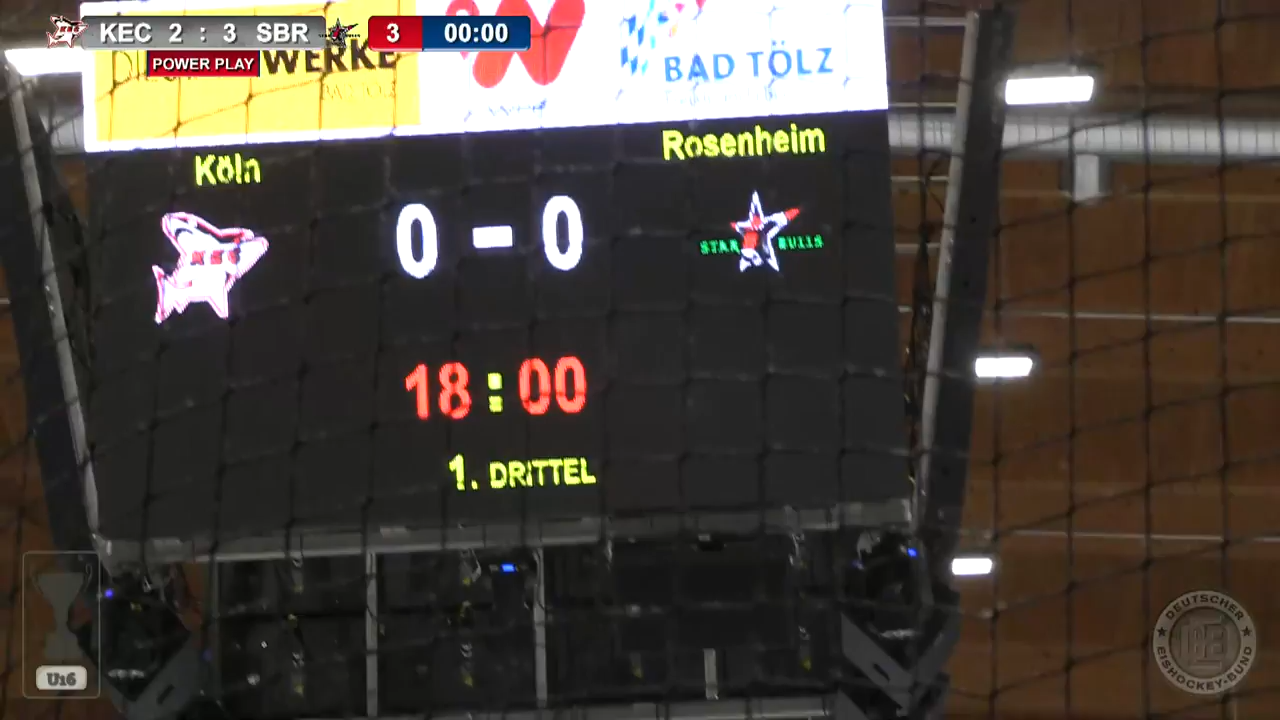 KEC 2 : 3 SBR 3 00:00
POWER PLAY
WERKE
BAD TÖLZ
Köln
Rosenheim
0 - 0
STAR BULLS
18:00
1. DRITTEL
U16
DEUTSCHER
EISHOCKEY-BUND